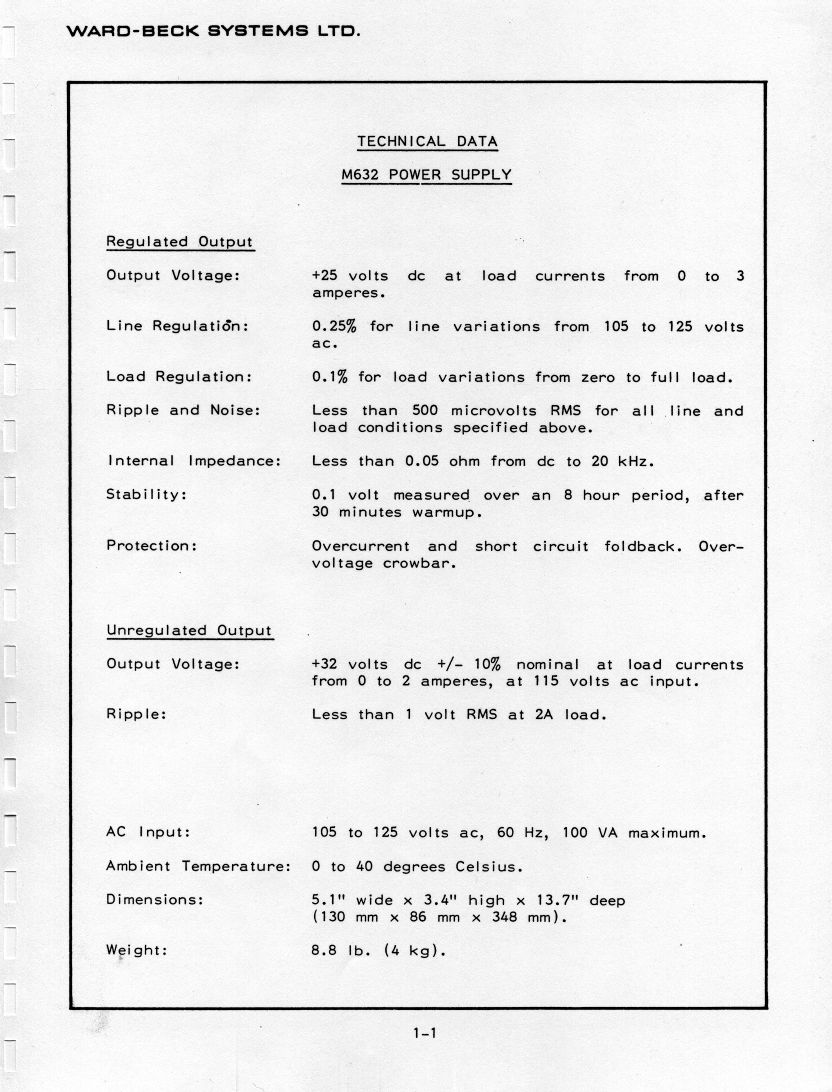 WARD-BECK SYSTEMS LTD.
TECHNICAL DATA
M632 POWER SUPPLY
Regulated Output
Output Voltage: +25 volts dc at load currents from 0 to 3
amperes.
Line Regulation: 0.25% for line variations from 105 to 125 volts
ac.
Load Regulation: 0.1% for load variations from zero to full load.
Ripple and Noise: Less than 500 microvolts RMS for all line and
load conditions specified above.
Internal Impedance: Less than 0.05 ohm from dc to 20 kHz.
Stability: 0.1 volt measured over an 8 hour period, after
30 minutes warmup.
Protection: Overcurrent and short circuit foldback. Over-
voltage crowbar.
Unregulated Output
Output Voltage: +32 volts dc +/- 10% nominal at load currents
from 0 to 2 amperes, at 115 volts ac input.
Ripple: Less than 1 volt RMS at 2A load.
AC Input: 105 to 125 volts ac, 60 Hz, 100 VA maximum.
Ambient Temperature: 0 to 40 degrees Celsius.
Dimensions: 5.1" wide x 3.4" high x 13.7" deep
(130 mm x 86 mm x 348 mm).
Weight: 8.8 lb. (4 kg).
1-1